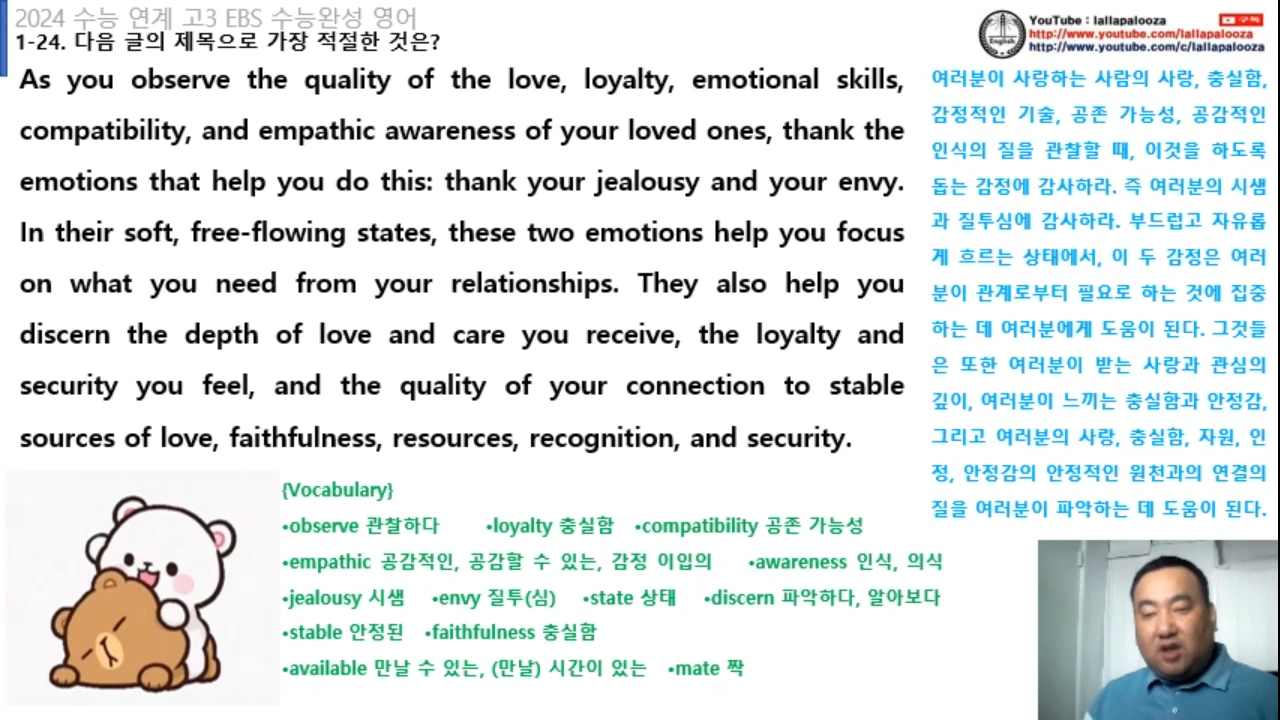 2024 수능 연계 고3 EBS 수능완성 영어
1-24. 다음 글의 제목으로 가장 적절한 것은?
As you observe the quality of the love, loyalty, emotional skills,
compatibility, and empathic awareness of your loved ones, thank the
emotions that help you do this: thank your jealousy and your envy.
In their soft, free-flowing states, these two emotions help you focus
on what you need from your relationships. They also help you
discern the depth of love and care you receive, the loyalty and
security you feel, and the quality of your connection to stable
sources of love, faithfulness, resources, recognition, and security.
English
YouTube : lallapalooza
구독
http://www.youtube.com/lallapalooza
http://www.youtube.com/c/lallapalooza
여러분이 사랑하는 사람의 사랑, 충실함,
감정적인 기술, 공존 가능성, 공감적인
인식의 질을 관찰할 때, 이것을 하도록
돕는 감정에 감사하라. 즉 여러분의 시샘
과 질투심에 감사하라. 부드럽고 자유롭
게 흐르는 상태에서, 이 두 감정은 여러
분이 관계로부터 필요로 하는 것에 집중
하는 데 여러분에게 도움이 된다. 그것들
은 또한 여러분이 받는 사랑과 관심의
깊이, 여러분이 느끼는 충실함과 안정감,
그리고 여러분의 사랑, 충실함, 자원, 인
정, 안정감의 안정적인 원천과의 연결의
질을 여러분이 파악하는 데 도움이 된다.
{Vocabulary}
•observe 관찰하다 •loyalty 충실함 •compatibility 공존 가능성
•empathic 공감적인, 공감할 수 있는, 감정 이입의 •awareness 인식, 의식
•jealousy 시샘 •envy 질투(심) •state 상태 •discern 파악하다, 알아보다
•stable 안정된 •faithfulness 충실함
•available 만날 수 있는, (만날) 시간이 있는 •mate 짝